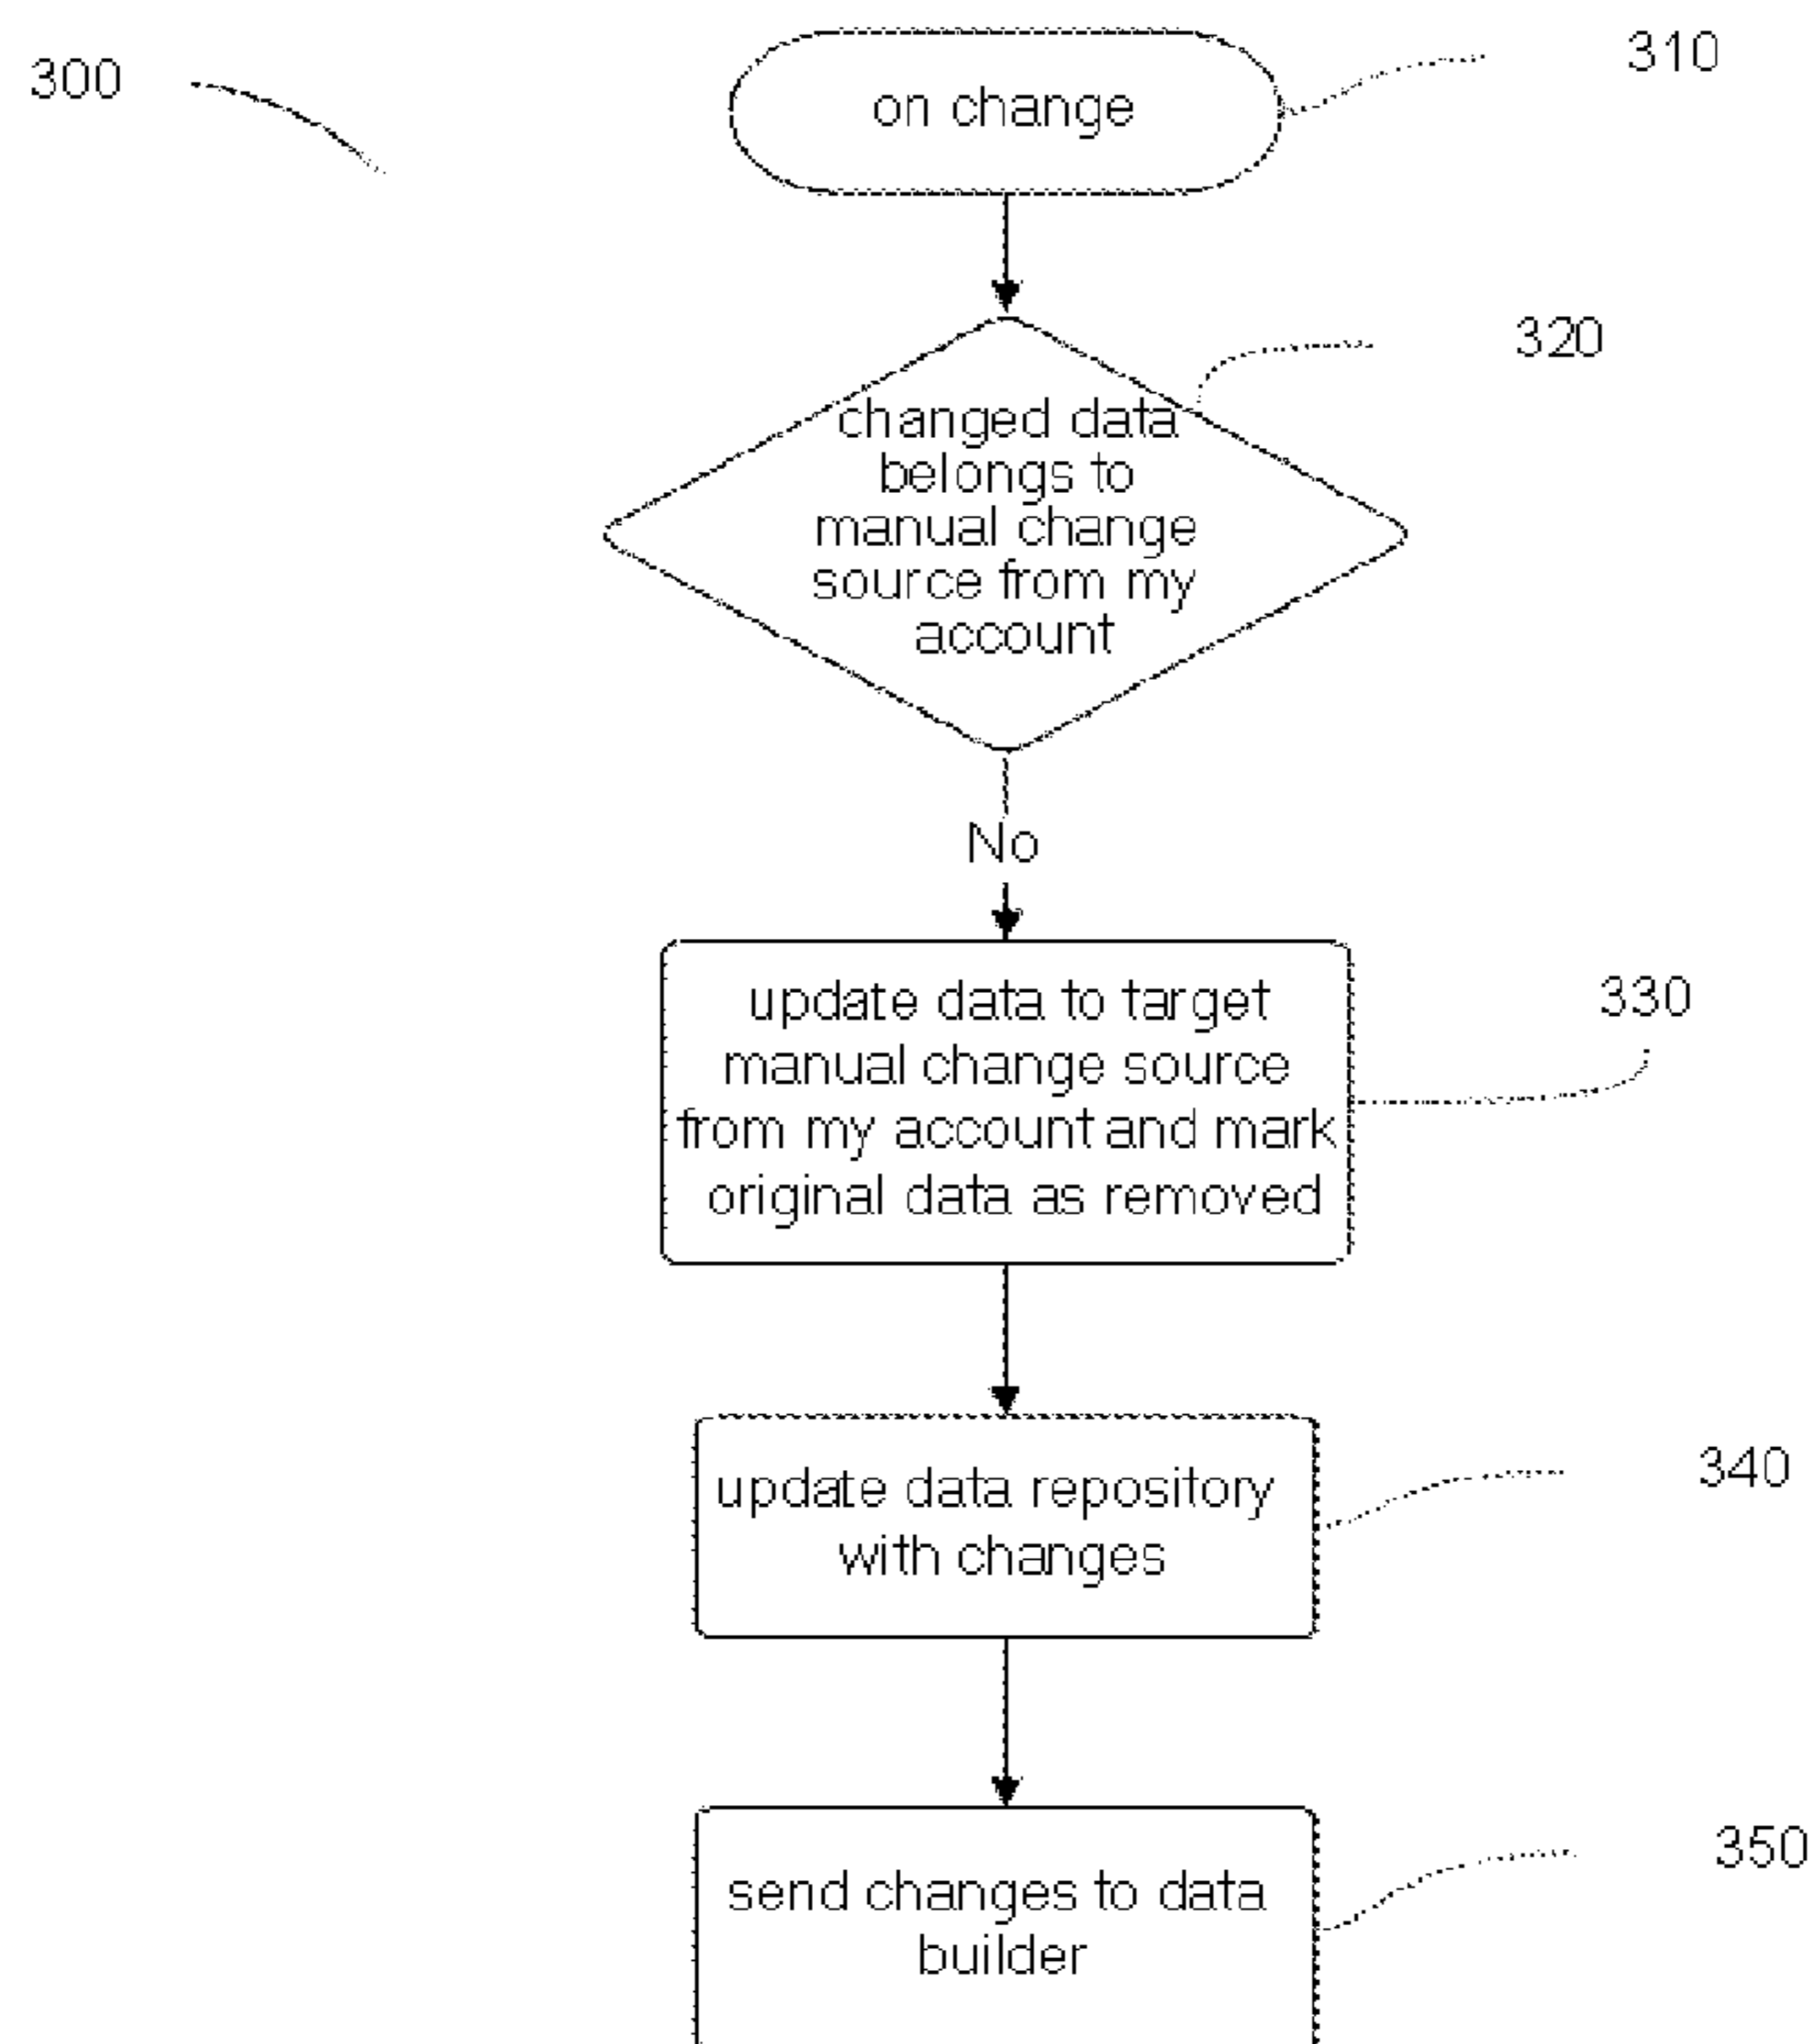 300
310
on change
320
changed data
belongs to
manual change
source from my
account
No
330
update data to target
manual change source
from my account and mark
original data as removed
340
update data repository
with changes
350
send changes to data
builder